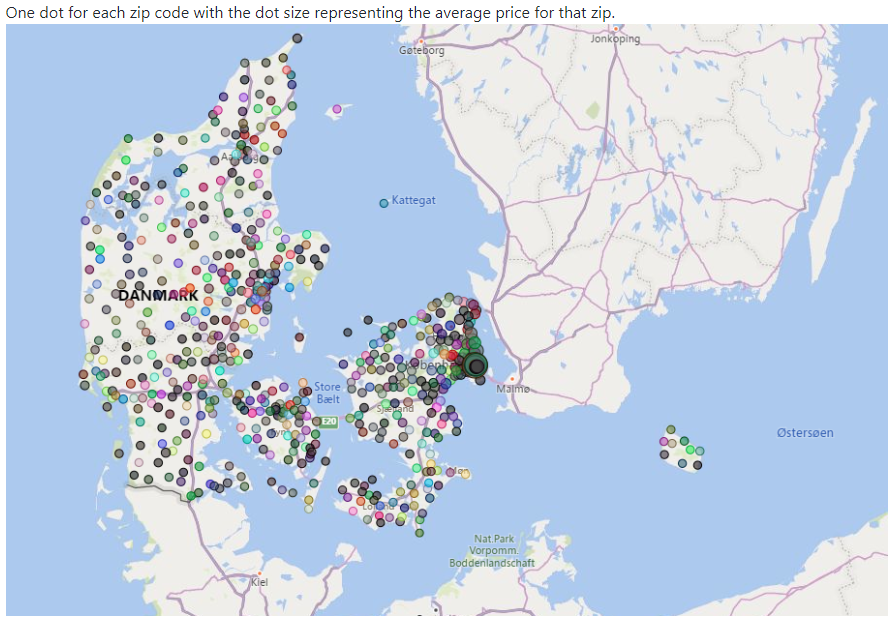 One dot for each zip code with the dot size representing the average price for that zip.
Göteborg
Jonkoping
Kattegat
DANMARK
Store
Bælt
E20
Malmø
Sjælland
Østersøen
Nat.Park
Vorpomm.
Boddenlandschaft
Kiel